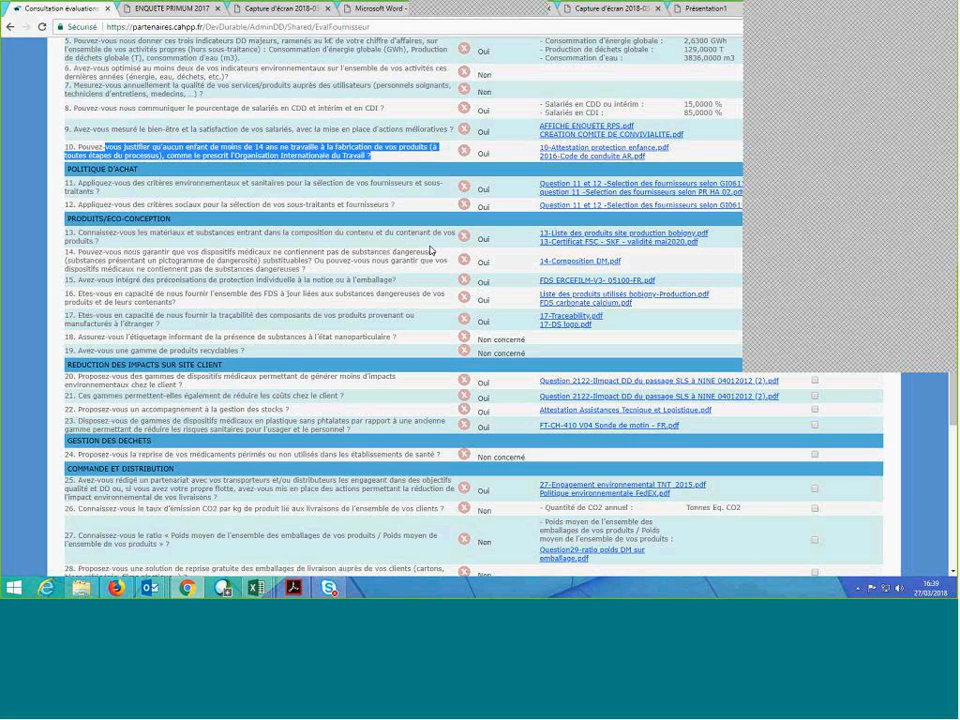 Consultation évaluations
ENQUETE PRIMUM 2017
Capture d'écran 2018-03
Microsoft Word -
Capture d'écran 2018-03
Présentation1
Sécurisé | https://partenaires.cahpp.fr/DevDurable/AdminDD/Shared/EvalFournisseur
5. Pouvez-vous nous donner ces trois indicateurs DD majeurs, ramenés au k€ de votre chiffre d'affaires, sur
l'ensemble de vos activités propres (hors sous-traitance) : Consommation d'énergie (GWh), Production
de déchets globale (T), consommation d'eau (m3).
Oui
- Consommation d'énergie globale : 2,6300 GWh
- Production de déchets globale : 129,0000 T
- Consommation d'eau : 3836,0000 m3
6. Avez-vous optimisé au moins deux de vos indicateurs environnementaux sur l'ensemble de vos activités ces
dernières années (énergie, eau, déchets, etc.)?
Non
7. Mesurez-vous annuellement la qualité de vos services/produits auprès des utilisateurs (personnels soignants,
techniciens d'entretiens, medecins, ...) ?
Non
8. Pouvez-vous nous communiquer le pourcentage de salariés en CDD et intérim et en CDI ?
Oui
- Salariés en CDD ou intérim : 15,0000 %
- Salariés en CDI : 85,0000 %
9. Avez-vous mesuré le bien-être et la satisfaction de vos salariés, avec la mise en place d'actions mélioratives ?
Oui
AFFICHE ENQUETE RPS.pdf
CREATION COMITE DE CONVIVIALITE.pdf
10. Pouvez-vous justifier qu'aucun enfant de moins de 14 ans ne travaille à la fabrication de vos produits (à
toutes étapes du processus), comme le prescrit l'Organisation Internationale du Travail ?
Oui
10-Attestation protection enfance.pdf
2016-Code de conduite AR.pdf
POLITIQUE D'ACHAT
11. Appliquez-vous des critères environnementaux et sanitaires pour la sélection de vos fournisseurs et sous-
traitants ?
Oui
Question 11 et 12 -Selection des fournisseurs selon GI061
question 11 -Selection des fournisseurs selon PR HA 02.pd
12. Appliquez-vous des critères sociaux pour la sélection de vos sous-traitants et fournisseurs ?
Oui
Question 11 et 12 -Selection des fournisseurs selon GI061
PRODUITS/ECO-CONCEPTION
13. Connaissez-vous les matériaux et substances entrant dans la composition du contenu et du contenant de vos
produits ?
Oui
13-Liste des produits site production bobigny.pdf
13-Certificat FSC - SKF - validité mai2020.pdf
14. Pouvez-vous nous garantir que vos dispositifs médicaux ne contiennent pas de substances dangereuses
(substances présentant un pictogramme de dangerosité) substituables? Ou pouvez-vous nous garantir que vos
dispositifs médicaux ne contiennent pas de substances dangereuses ?
Oui
14-Composition DM.pdf
15. Avez-vous intégré des préconisations de protection individuelle à la notice ou à l'emballage?
Oui
FDS ERCEFILM-V3- 05100-FR.pdf
16. Etes-vous en capacité de nous fournir l'ensemble des FDS à jour liées aux substances dangereuses de vos
produits et de leurs contenants?
Oui
Liste des produits utilisés bobigny-Production.pdf
FDS carbonate calcium.pdf
17. Etes-vous en capacité de nous fournir la traçabilité des composants de vos produits provenant ou
manufacturés à l'étranger ?
Oui
17-Traceability.pdf
17-DS logo.pdf
18. Assurez-vous l'étiquetage informant de la présence de substances à l'état nanoparticulaire ?
Non concerné
19. Avez-vous une gamme de produits recyclables ?
Non concerné
REDUCTION DES IMPACTS SUR SITE CLIENT
20. Proposez-vous des gammes de dispositifs médicaux permettant de générer moins d'impacts
environnementaux chez le client ?
Oui
Question 2122-IImpact DD du passage SLS à NINE 04012012 (2).pdf
21. Ces gammes permettent-elles également de réduire les coûts chez le client ?
Oui
Question 2122-IImpact DD du passage SLS à NINE 04012012 (2).pdf
22. Proposez-vous un accompagnement à la gestion des stocks ?
Oui
Attestation Assistances Tecnique et Logistique.pdf
23. Disposez-vous de gammes de dispositifs médicaux en plastique sans phtalates par rapport à une ancienne
gamme permettant de réduire les risques sanitaires pour l'usager et le personnel ?
Oui
FT-CH-410 V04 Sonde de motin - FR.pdf
GESTION DES DECHETS
24. Proposez-vous la reprise de vos médicaments périmés ou non utilisés dans les établissements de santé ?
Non concerné
COMMANDE ET DISTRIBUTION
25. Avez-vous rédigé un partenariat avec vos transporteurs et/ou distributeurs les engageant dans des objectifs
qualité et DD ou, si vous avez votre propre flotte, avez-vous mis en place des actions permettant la réduction de
l'impact environnemental de vos livraisons ?
Oui
27-Engagement environnemental TNT_2015.pdf
Politique environnementale FedEX.pdf
26. Connaissez-vous le taux d'émission CO2 par kg de produit lié aux livraisons de l'ensemble de vos clients ?
Non
- Quantité de CO2 annuel : Tonnes Eq. CO2
27. Connaissez-vous le ratio « Poids moyen de l'ensemble des emballages de vos produits / Poids moyen de
l'ensemble de vos produits » ?
Non
- Poids moyen de l'ensemble des
emballages de vos produits / Poids
moyen de l'ensemble de vos
produits :
Question29-ratio poids DM sur
emballage.pdf
28. Proposez-vous une solution de reprise gratuite des emballages de livraison auprès de vos clients (cartons,
Non
16:39
27/03/2018